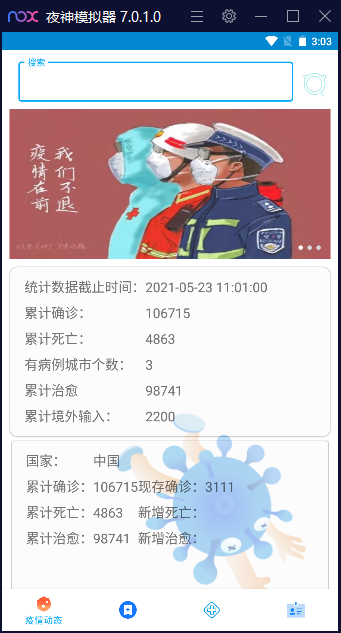 nox 夜神模拟器 7.0.1.0
3:03
搜索
我们不退
疫情在前
统计数据截止时间：2021-05-23 11:01:00
累计确诊： 106715
累计死亡： 4863
有病例城市个数： 3
累计治愈 98741
累计境外输入： 2200
国家： 中国
累计确诊：106715现存确诊：3111
累计死亡：4863 新增死亡：
累计治愈：98741 新增治愈：
疫情动态